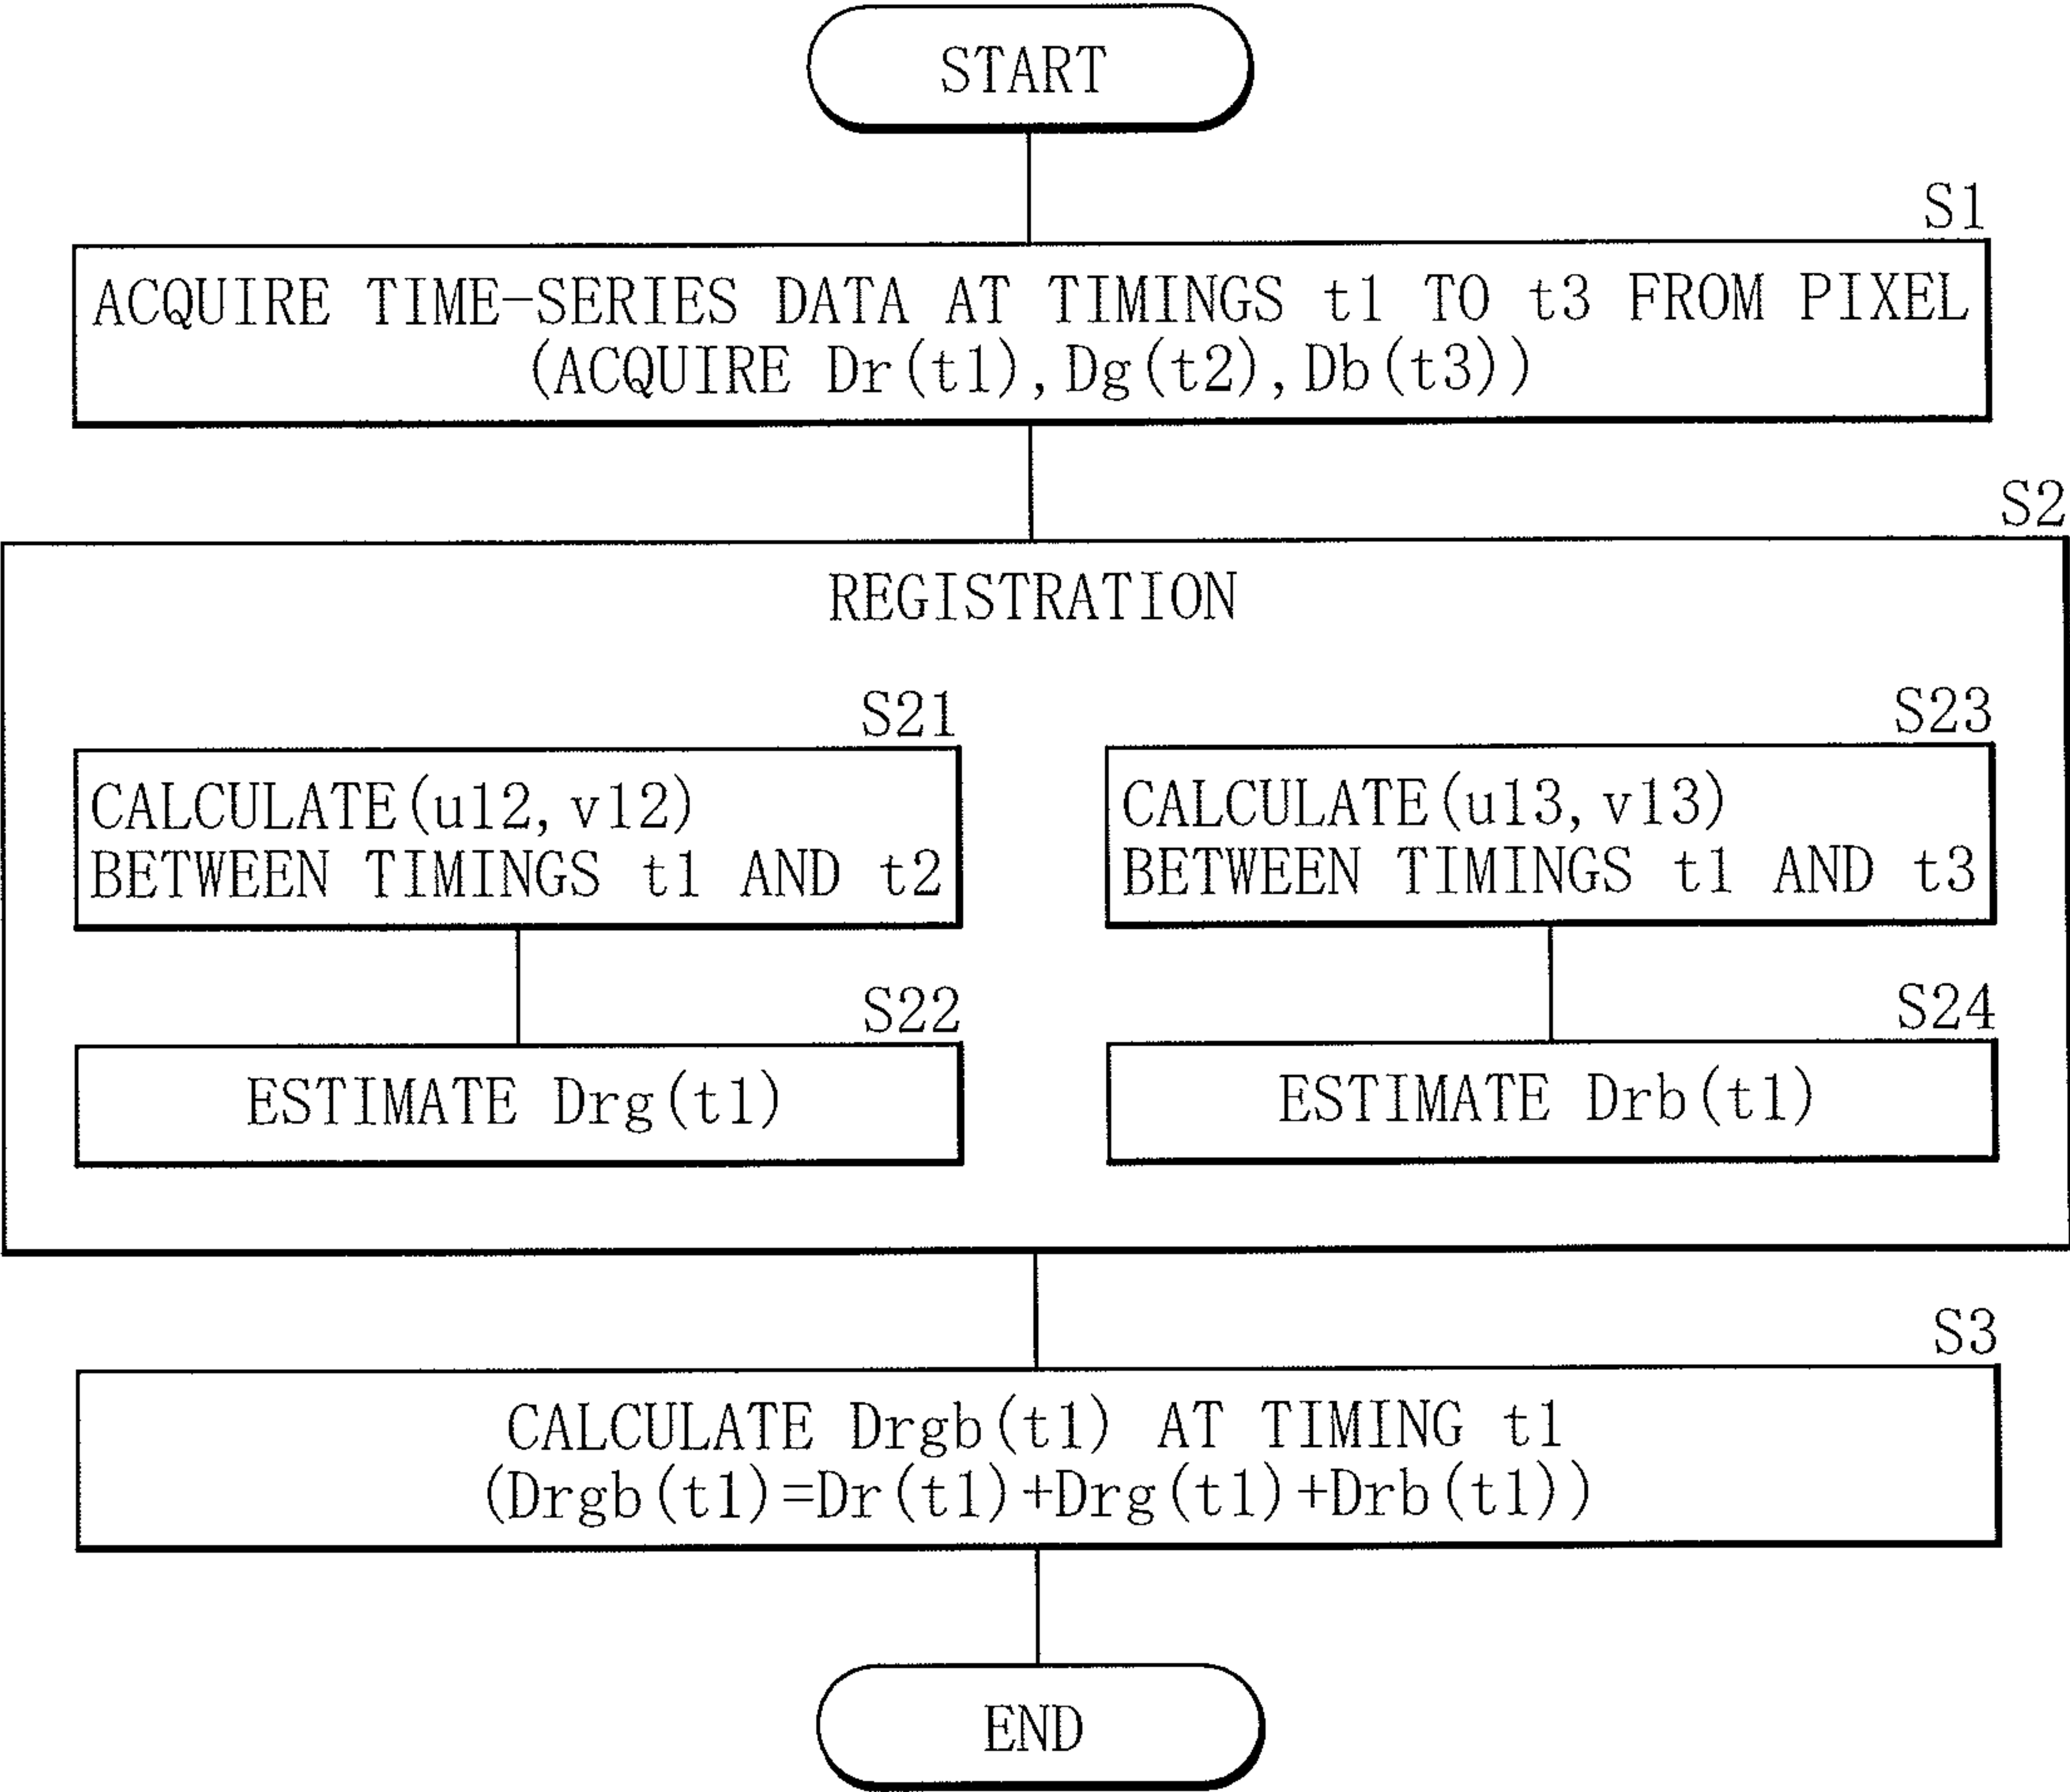 START
S1
ACQUIRE TIME-SERIES DATA AT TIMINGS t1 TO t3 FROM PIXEL
(ACQUIRE Dr(t1),Dg(t2),Db(t3))
S2
REGISTRATION
S21
CALCULATE(u12,v12)
BETWEEN TIMINGS t1 AND t2
S22
ESTIMATE Drg(t1)
S23
CALCULATE(u13,v13)
BETWEEN TIMINGS t1 AND t3
S24
ESTIMATE Drb(t1)
S3
CALCULATE Drgb(t1) AT TIMING t1
(Drgb(t1)=Dr(t1)+Drg(t1)+Drb(t1))
END